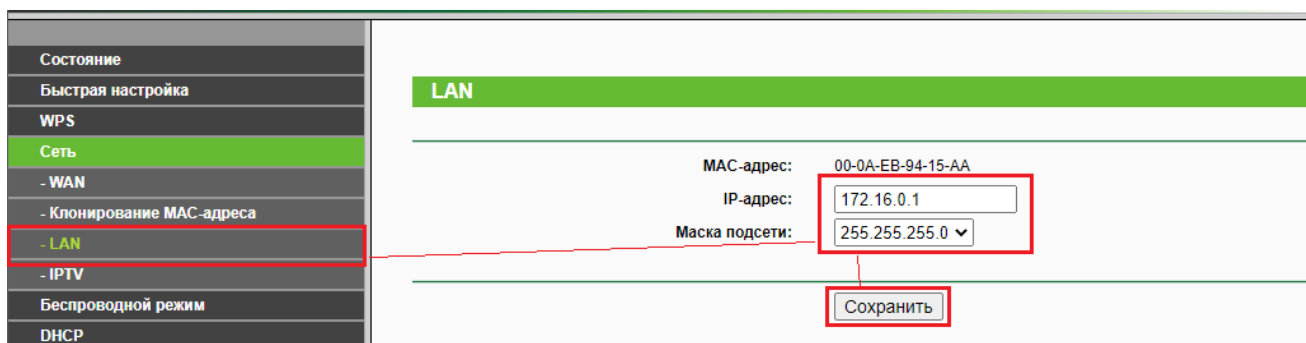 Состояние
Быстрая настройка
WPS
Сеть
- WAN
- Клонирование MAC-адреса
- LAN
- IPTV
Беспроводной режим
DHCP
LAN
MAC-адрес: 00-0A-EB-94-15-AA
IP-адрес: 172.16.0.1
Маска подсети: 255.255.255.0
Сохранить